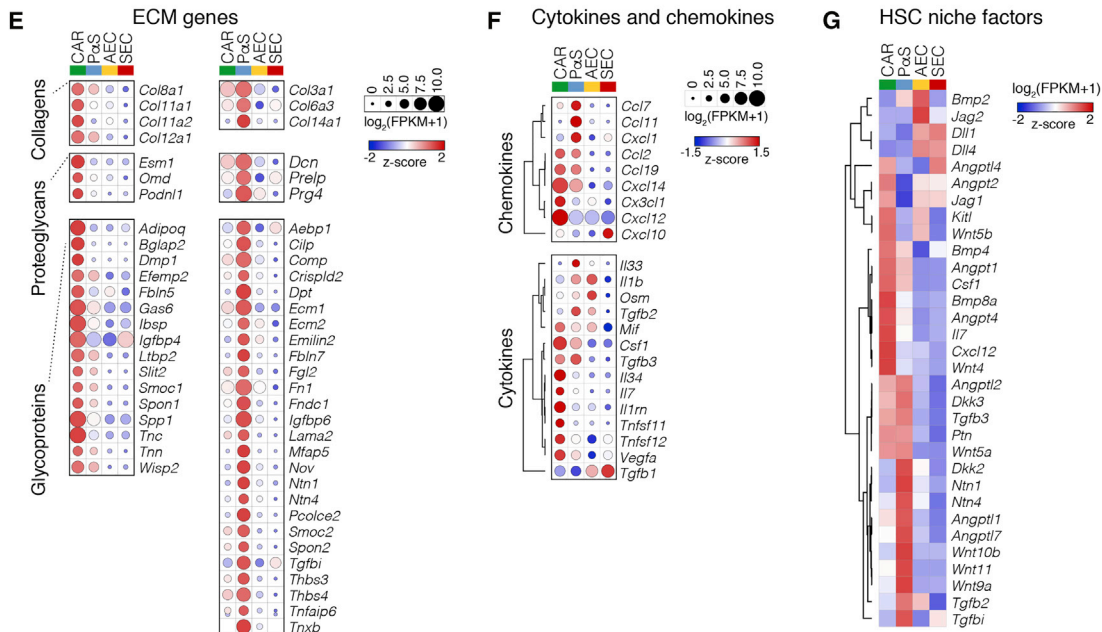 E
ECM genes
CAR
PαS
AEC
SEC
Collagens
Col8a1
Col11a1
Col11a2
Col12a1
Proteoglycans
Esm1
Omd
Podnl1
Glycoproteins
Adipoq
Bglap2
Dmp1
Efemp2
Fbln5
Gas6
Ibsp
Igfbp4
Ltbp2
Slit2
Smoc1
Spon1
Spp1
Tnc
Tnn
Wisp2
CAR
PαS
AEC
SEC
Col3a1
Col6a3
Col14a1
Dcn
Prelp
Prg4
Aebp1
Cilp
Comp
Crispld2
Dpt
Ecm1
Ecm2
Emilin2
Fbln7
Fgl2
Fn1
Fndc1
Igfbp6
Lama2
Mfap5
Nov
Ntn1
Ntn4
Pcolce2
Smoc2
Spon2
Tgfbi
Thbs3
Thbs4
Tnfaip6
Tnxb
0 2.5 5.0 7.5 10.0
log2(FPKM+1)
-2 2
z-score
F
Cytokines and chemokines
CAR
PαS
AEC
SEC
Chemokines
Ccl7
Ccl11
Cxcl1
Ccl2
Ccl19
Cxcl14
Cx3cl1
Cxcl12
Cxcl10
Cytokines
Il33
Il1b
Osm
Tgfb2
Mif
Csf1
Tgfb3
Il34
Il7
Il1rn
Tnfsf11
Tnfsf12
Vegfa
Tgfb1
0 2.5 5.0 7.5 10.0
log2(FPKM+1)
-1.5 1.5
z-score
G
HSC niche factors
CAR
PαS
AEC
SEC
Bmp2
Jag2
Dll1
Dll4
Angptl4
Angpt2
Jag1
Kitl
Wnt5b
Bmp4
Angpt1
Csf1
Bmp8a
Angpt4
Il7
Cxcl12
Wnt4
Angptl2
Dkk3
Tgfb3
Ptn
Wnt5a
Dkk2
Ntn1
Ntn4
Angptl1
Angptl7
Wnt10b
Wnt11
Wnt9a
Tgfb2
Tgfbi
log2(FPKM+1)
-2 2
z-score